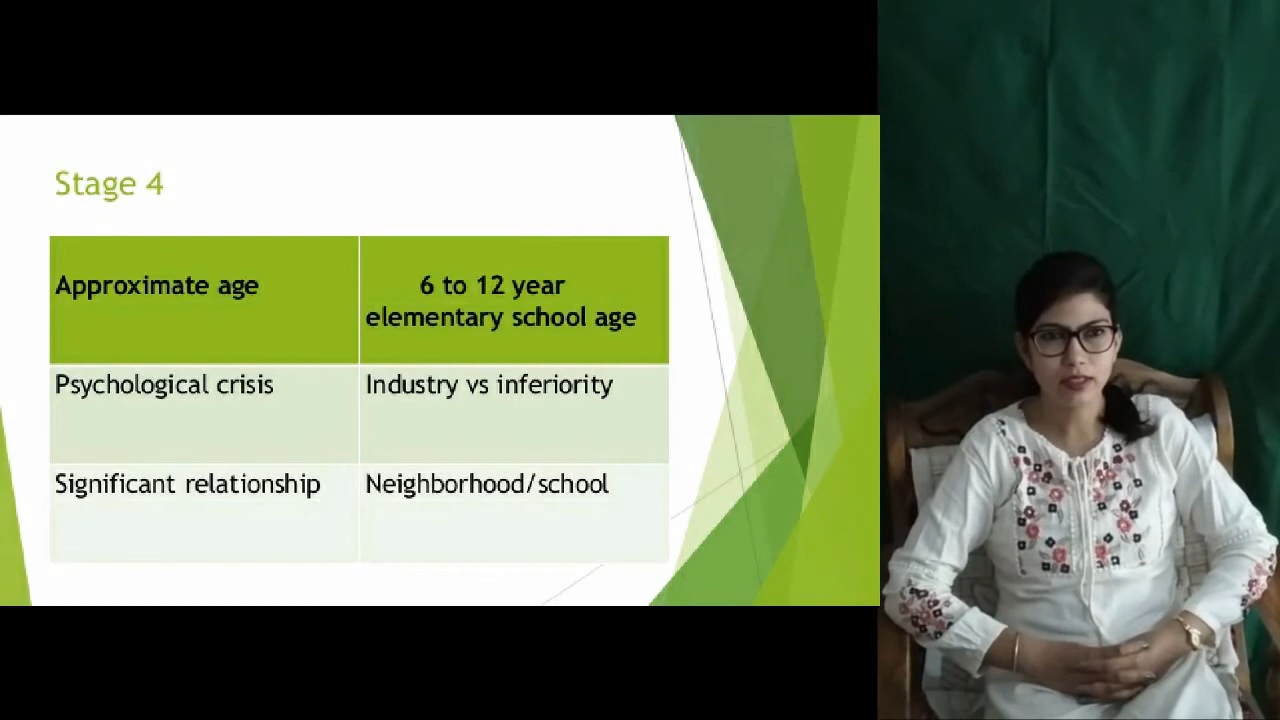 Stage 4
Approximate age
6 to 12 year
elementary school age
Psychological crisis
Industry vs inferiority
Significant relationship
Neighborhood/school